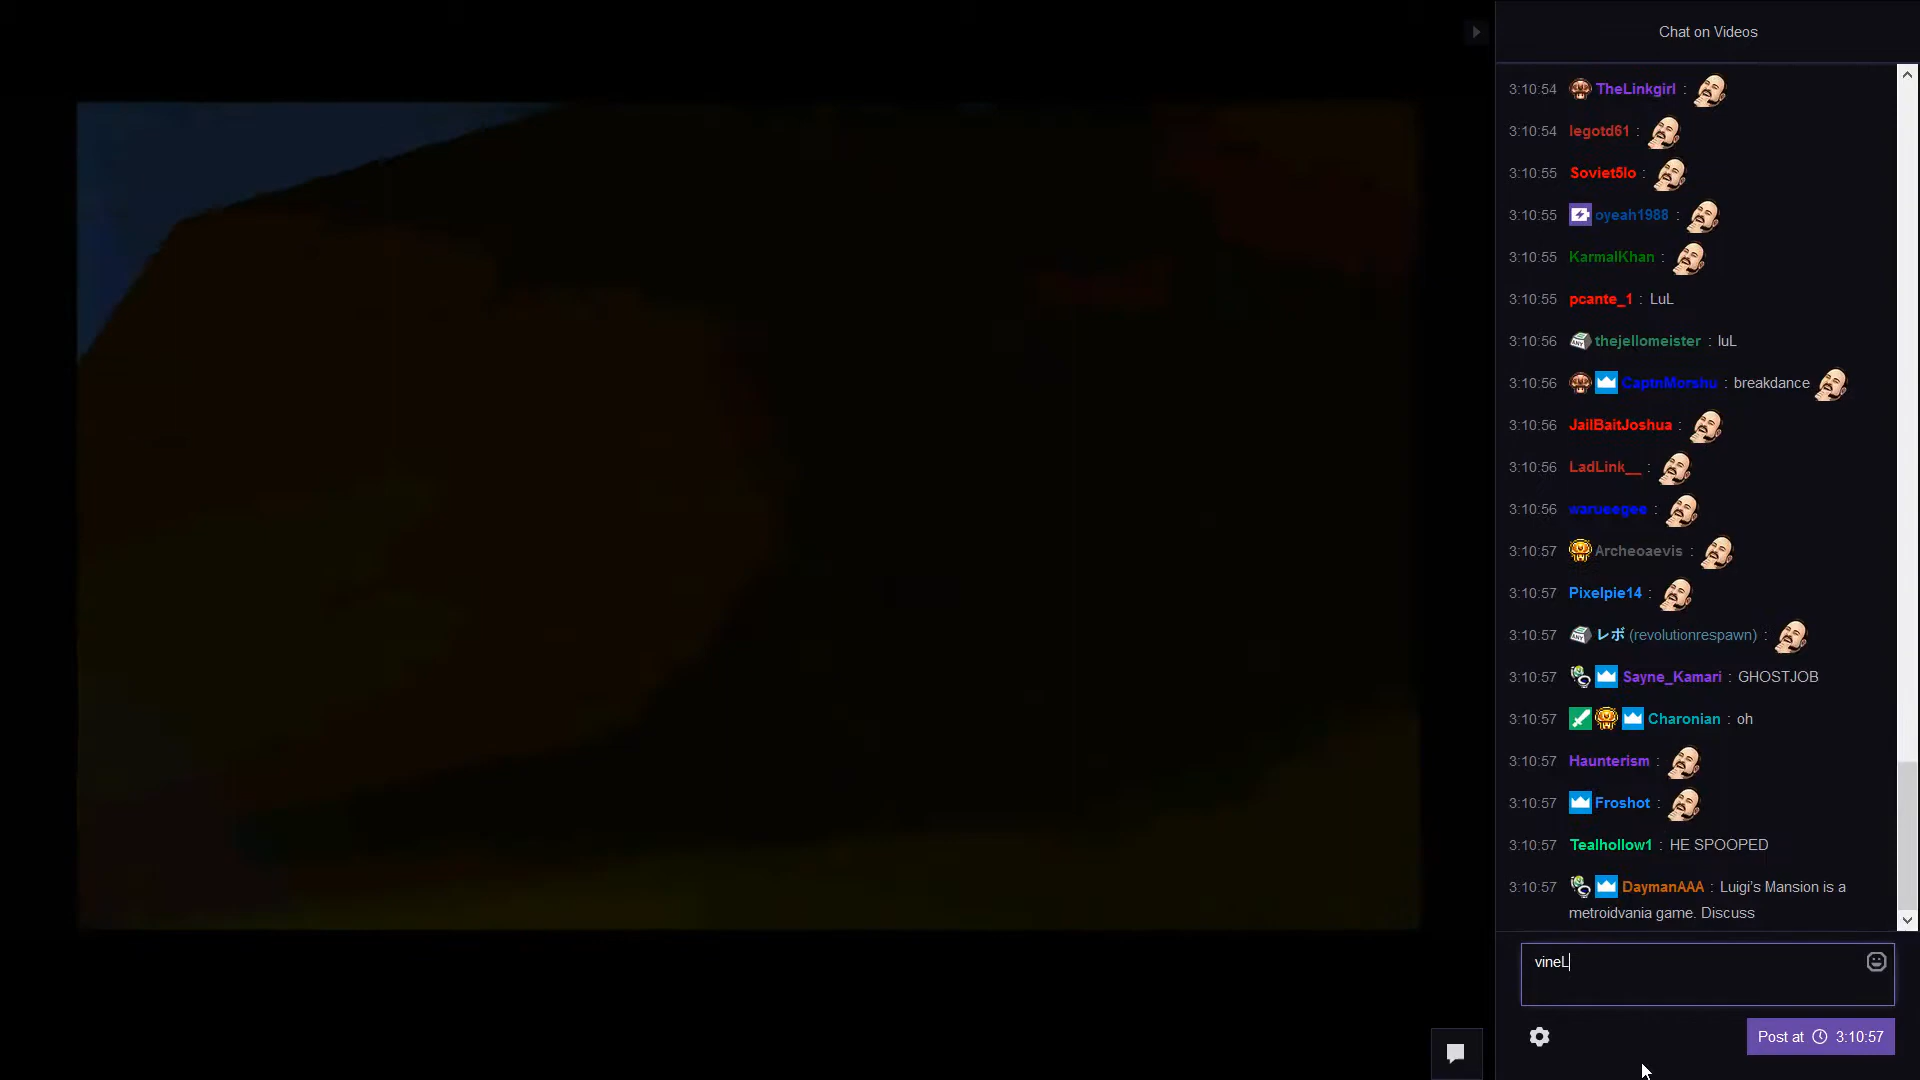 Chat on Videos
3:10:54 TheLinkgirl :
3:10:54 legotd61 :
3:10:55 Soviet5lo :
3:10:55 oyeah1988 :
3:10:55 KarmalKhan :
3:10:55 pcante_1 : LuL
3:10:56 thejellomeister : luL
3:10:56 CaptnMorshu : breakdance
3:10:56 JailBaitJoshua :
3:10:56 LadLink__ :
3:10:56 warueegee :
3:10:57 Archeoaevis :
3:10:57 Pixelpie14 :
3:10:57 レボ (revolutionrespawn) :
3:10:57 Sayne_Kamari : GHOSTJOB
3:10:57 Charonian : oh
3:10:57 Haunterism :
3:10:57 Froshot :
3:10:57 Tealhollow1 : HE SPOOPED
3:10:57 DaymanAAA : Luigi's Mansion is a
metroidvania game. Discuss
vineL
Post at 3:10:57